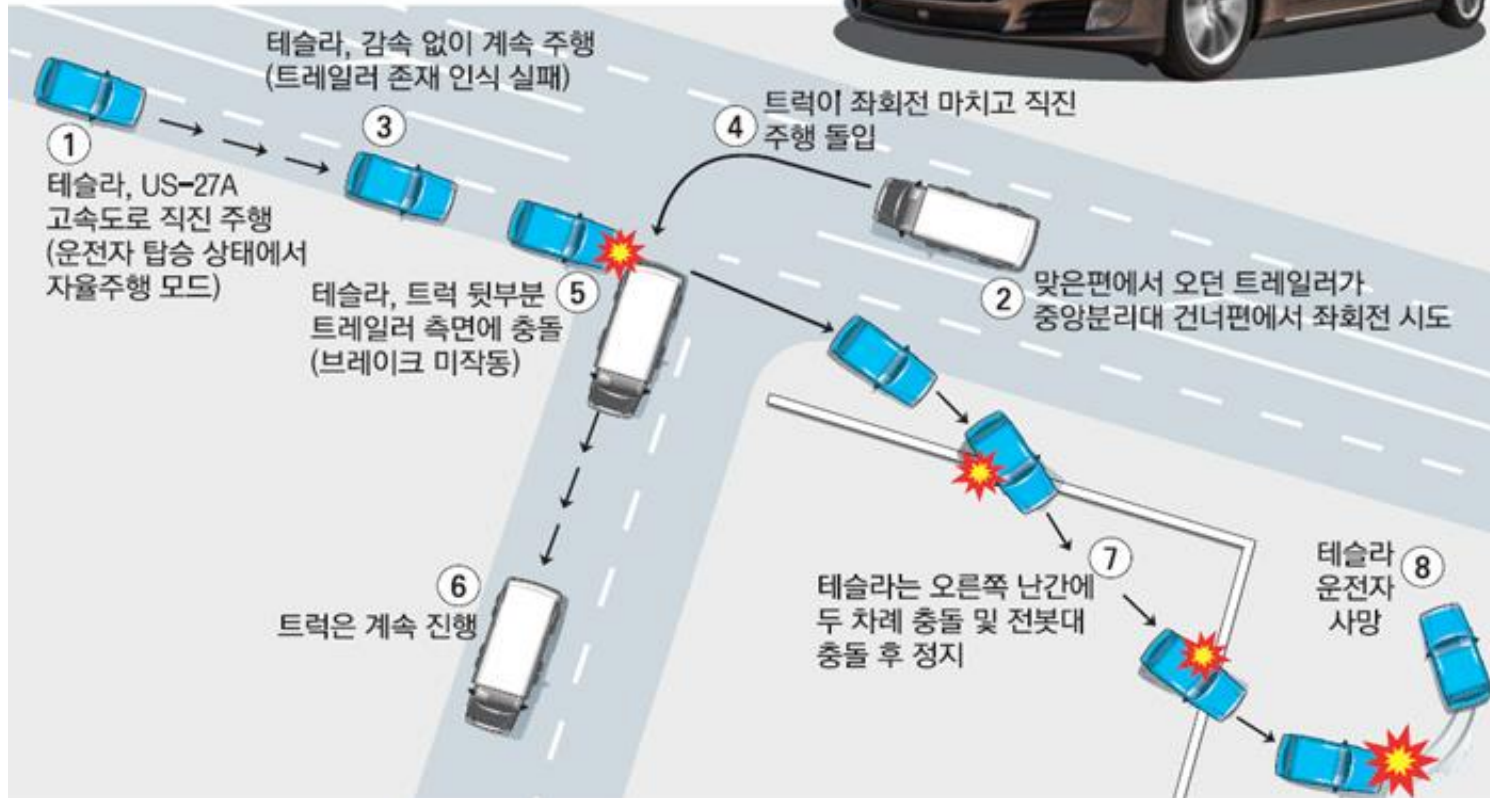 테슬라, 감속 없이 계속 주행
(트레일러 존재 인식 실패)
3
4
트럭이 좌회전 마치고 직진
주행 돌입
1
테슬라, US-27A
고속도로 직진 주행
(운전자 탑승 상태에서
자율주행 모드)
테슬라, 트럭 뒷부분
트레일러 측면에 충돌
(브레이크 미작동)
5
2
맞은편에서 오던 트레일러가
중앙분리대 건너편에서 좌회전 시도
6
트럭은 계속 진행
7
테슬라는 오른쪽 난간에
두 차례 충돌 및 전봇대
충돌 후 정지
테슬라
운전자
사망
8